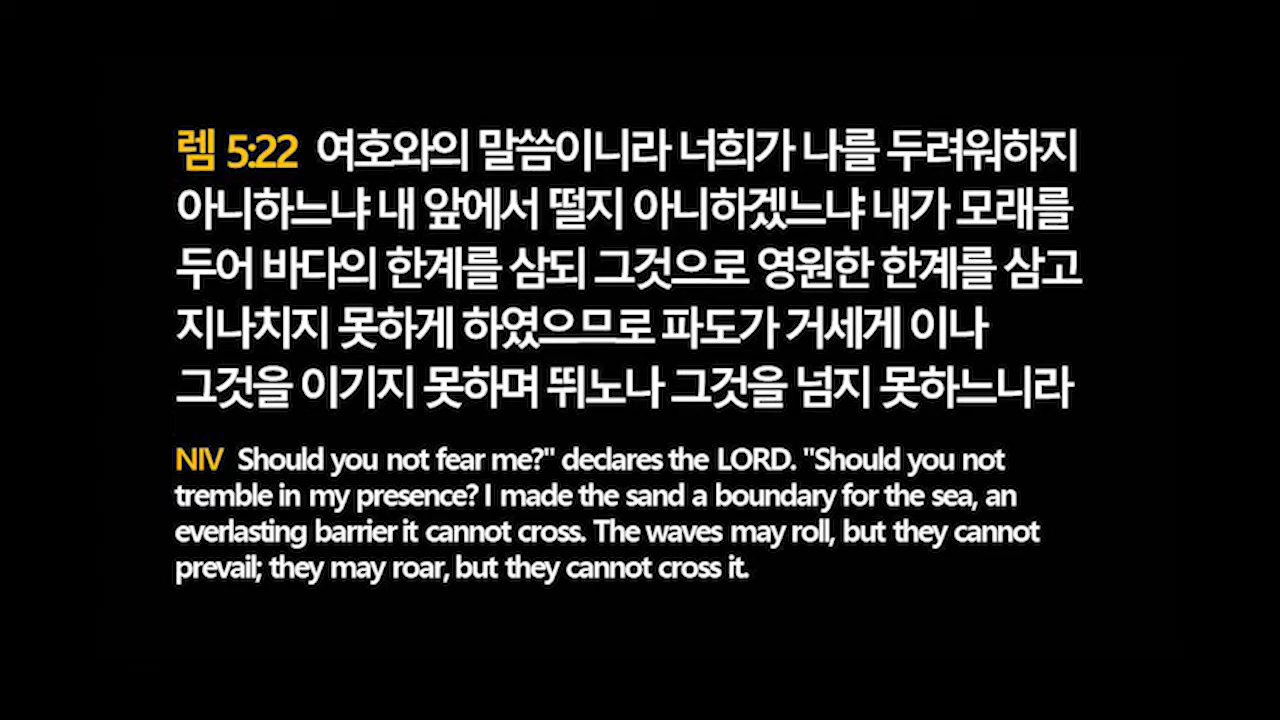 렘 5:22 여호와의 말씀이니라 너희가 나를 두려워하지
아니하느냐 내 앞에서 떨지 아니하겠느냐 내가 모래를
두어 바다의 한계를 삼되 그것으로 영원한 한계를 삼고
지나치지 못하게 하였으므로 파도가 거세게 이나
그것을 이기지 못하며 뛰노나 그것을 넘지 못하느니라
NIV Should you not fear me?" declares the LORD. "Should you not
tremble in my presence? I made the sand a boundary for the sea, an
everlasting barrier it cannot cross. The waves may roll, but they cannot
prevail; they may roar, but they cannot cross it.